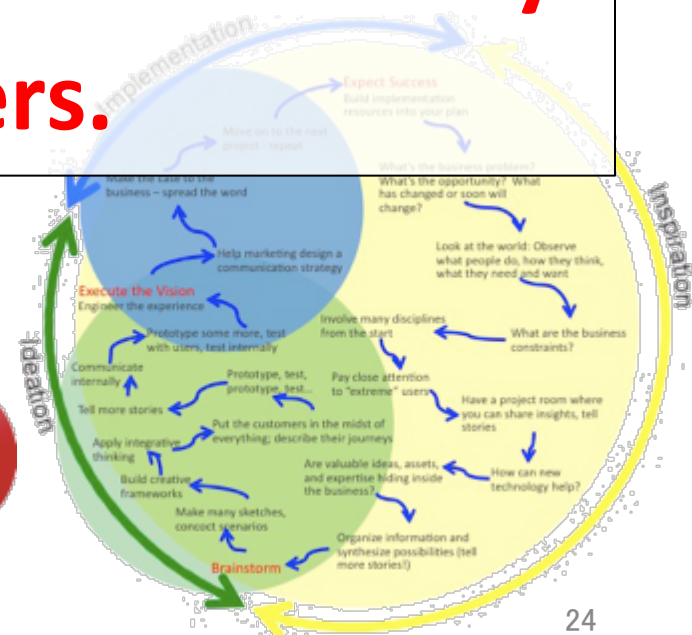 ers.
Implementation
Expect Success
Build implementation
resources into your plan
Move on to the next
project - repeat
What's the business problem?
What's the opportunity? What
has changed or soon will
change?
Make the case to the
business – spread the word
Look at the world: Observe
what people do, how they think,
what they need and want
Inspiration
Help marketing design a
communication strategy
Execute the Vision
Engineer the experience
Involve many disciplines
from the start
What are the business
constraints?
Prototype some more, test
with users, test internally
Ideation
Communicate
internally
Prototype, test,
prototype, test...
Pay close attention
to "extreme" users
Tell more stories
Have a project room where
you can share insights, tell
stories
Put the customers in the midst of
everything; describe their journeys
Apply integrative
thinking
Are valuable ideas, assets,
and expertise hiding inside
the business?
How can new
technology help?
Build creative
frameworks
Make many sketches,
concoct scenarios
Organize information and
synthesize possibilities (tell
more stories!)
Brainstorm
24